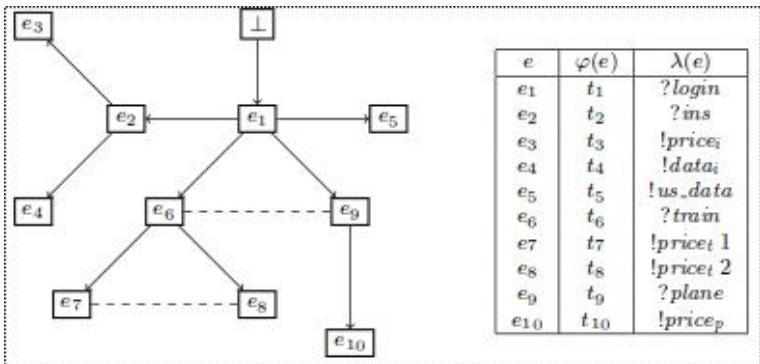 e₃ ⊥
e₂ e₁ e₅
e₄ e₆ e₉
e₇ e₈
e₁₀
e φ(e) λ(e)
e₁ t₁ ?login
e₂ t₂ ?ins
e₃ t₃ !priceᵢ
e₄ t₄ !dataᵢ
e₅ t₅ !us_data
e₆ t₆ ?train
e7 t7 !priceₜ 1
e₈ t₈ !priceₜ 2
e₉ t₉ ?plane
e₁₀ t₁₀ !priceₚ